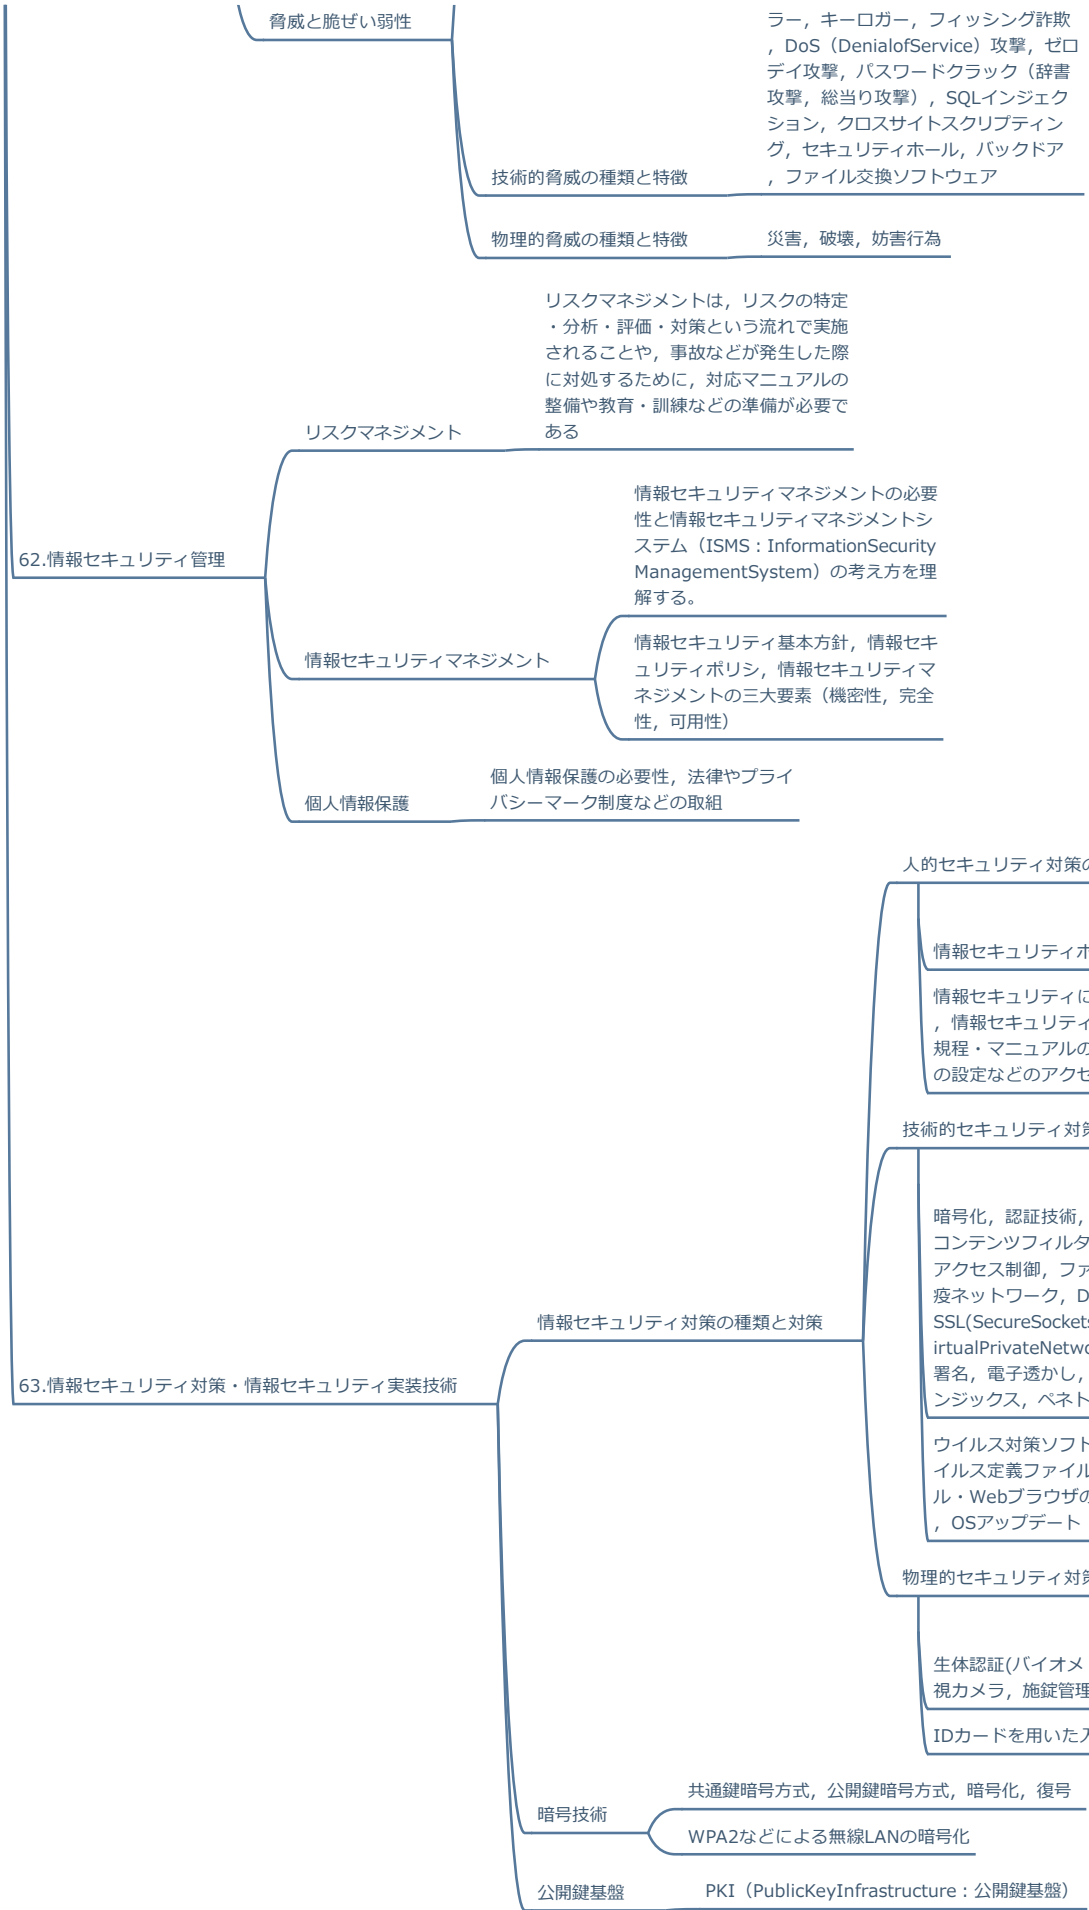 脅威と脆ぜい弱性
ラー，キーロガー，フィッシング詐欺
，DoS（DenialofService）攻撃，ゼロ
デイ攻撃，パスワードクラック（辞書
攻撃，総当り攻撃），SQLインジェク
ション，クロスサイトスクリプティン
グ，セキュリティホール，バックドア
，ファイル交換ソフトウェア
技術的脅威の種類と特徴
物理的脅威の種類と特徴
災害，破壊，妨害行為
62.情報セキュリティ管理
リスクマネジメント
リスクマネジメントは，リスクの特定
・分析・評価・対策という流れで実施
されることや，事故などが発生した際
に対処するために，対応マニュアルの
整備や教育・訓練などの準備が必要で
ある
情報セキュリティマネジメント
情報セキュリティマネジメントの必要
性と情報セキュリティマネジメントシ
ステム（ISMS：InformationSecurity
ManagementSystem）の考え方を理
解する。
情報セキュリティ基本方針，情報セキ
ュリティポリシ，情報セキュリティマ
ネジメントの三大要素（機密性，完全
性，可用性）
個人情報保護
個人情報保護の必要性，法律やプライ
バシーマーク制度などの取組
63.情報セキュリティ対策・情報セキュリティ実装技術
情報セキュリティ対策の種類と対策
人的セキュリティ対策の
情報セキュリティポ
情報セキュリティに
，情報セキュリティ
規程・マニュアルの
の設定などのアクセ
技術的セキュリティ対策
暗号化，認証技術，
コンテンツフィルタ
アクセス制御，ファ
疫ネットワーク，D
SSL(SecureSockets
irtualPrivateNetwo
署名，電子透かし，
ンジックス，ペネト
ウイルス対策ソフト
イルス定義ファイル
ル・Webブラウザの
，OSアップデート
物理的セキュリティ対策
生体認証(バイオメ
視カメラ，施錠管理
IDカードを用いた入
暗号技術
共通鍵暗号方式，公開鍵暗号方式，暗号化，復号
WPA2などによる無線LANの暗号化
公開鍵基盤
PKI（PublicKeyInfrastructure：公開鍵基盤）